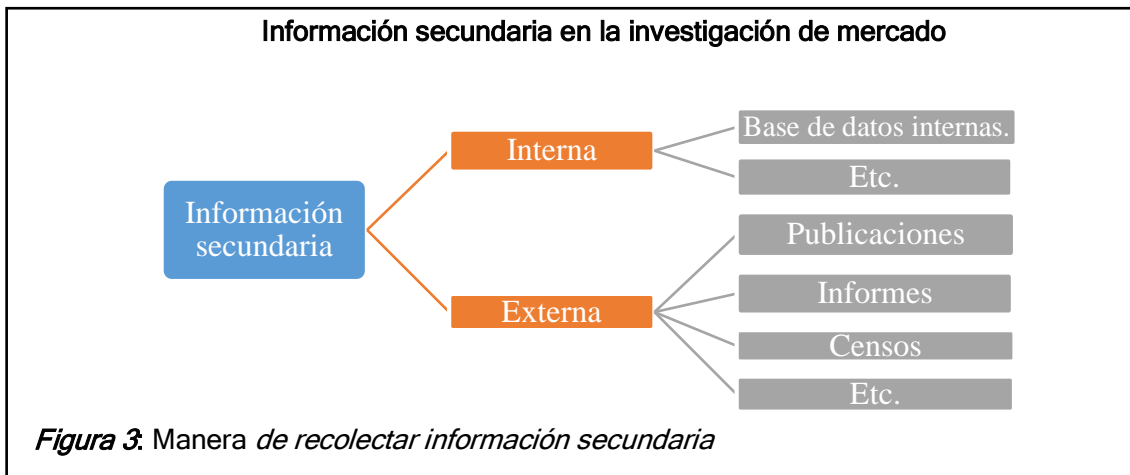 Información secundaria en la investigación de mercado
Información
secundaria
Interna
Base de datos internas.
Etc.
Externa
Publicaciones
Informes
Censos
Etc.
Figura 3: Manera de recolectar información secundaria